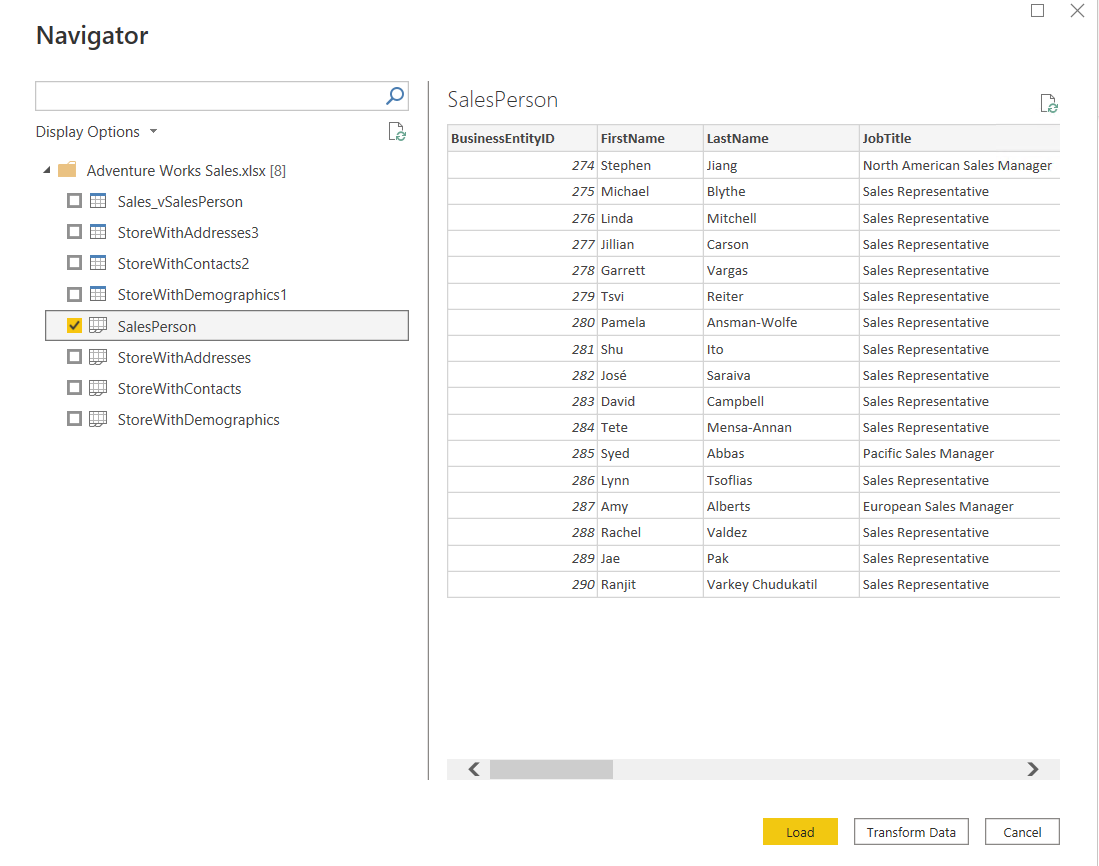 Navigator
Display Options
Adventure Works Sales.xlsx [8]
Sales_vSalesPerson
StoreWithAddresses3
StoreWithContacts2
StoreWithDemographics1
SalesPerson
StoreWithAddresses
StoreWithContacts
StoreWithDemographics
SalesPerson
BusinessEntityID FirstName LastName JobTitle
274 Stephen Jiang North American Sales Manager
275 Michael Blythe Sales Representative
276 Linda Mitchell Sales Representative
277 Jillian Carson Sales Representative
278 Garrett Vargas Sales Representative
279 Tsvi Reiter Sales Representative
280 Pamela Ansman-Wolfe Sales Representative
281 Shu Ito Sales Representative
282 José Saraiva Sales Representative
283 David Campbell Sales Representative
284 Tete Mensa-Annan Sales Representative
285 Syed Abbas Pacific Sales Manager
286 Lynn Tsoflias Sales Representative
287 Amy Alberts European Sales Manager
288 Rachel Valdez Sales Representative
289 Jae Pak Sales Representative
290 Ranjit Varkey Chudukatil Sales Representative
Load Transform Data Cancel